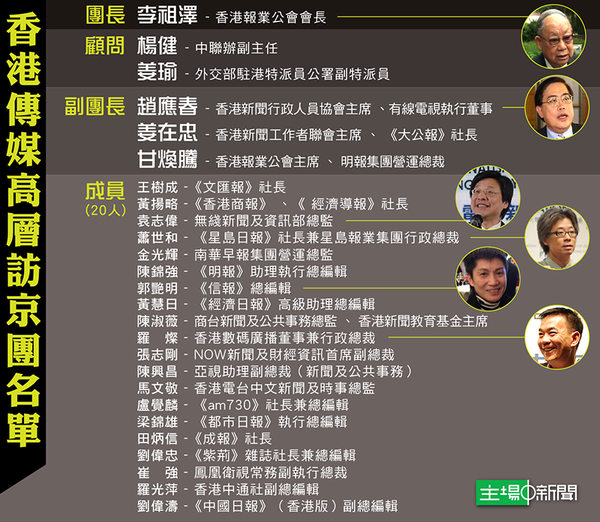 香港傳媒高層訪京團名單
團長 李祖澤 - 香港報業公會會長
顧問 楊健 - 中聯辦副主任
姜瑜 - 外交部駐港特派員公署副特派員
副團長 趙應春 - 香港新聞行政人員協會主席 、有線電視執行董事
姜在忠 - 香港新聞工作者聯會主席 、 《大公報》社長
甘煥騰 - 香港報業公會主席 、 明報集團營運總裁
成員 王樹成 - 《文匯報》社長
(20人) 黃揚略 - 《香港商報》 、 《 經濟導報》社長
袁志偉 - 無綫新聞及資訊部總監
蕭世和 - 《星島日報》社長兼星島報業集團行政總裁
金光輝 - 南華早報集團營運總監
陳錦強 - 《明報》助理執行總編輯
郭艷明 - 《信報》總編輯
黃慧日 - 《經濟日報》高級助理總編輯
陳淑薇 - 商台新聞及公共事務總監 、 香港新聞教育基金主席
羅　燦 - 香港數碼廣播董事兼行政總裁
張志剛 - NOW新聞及財經資訊首席副總裁
陳興昌 - 亞視助理副總裁（新聞及公共事務）
馬文敬 - 香港電台中文新聞及時事總監
盧覺麟 - 《am730》社長兼總編輯
梁錦雄 - 《都市日報》執行總編輯
田炳信 - 《成報》社長
劉偉忠 - 《紫荊》雜誌社長兼總編輯
崔　強 - 鳳凰衛視常務副執行總裁
羅光萍 - 香港中通社副總編輯
劉偉濤 - 《中國日報》（香港版）副總編輯
主場新聞